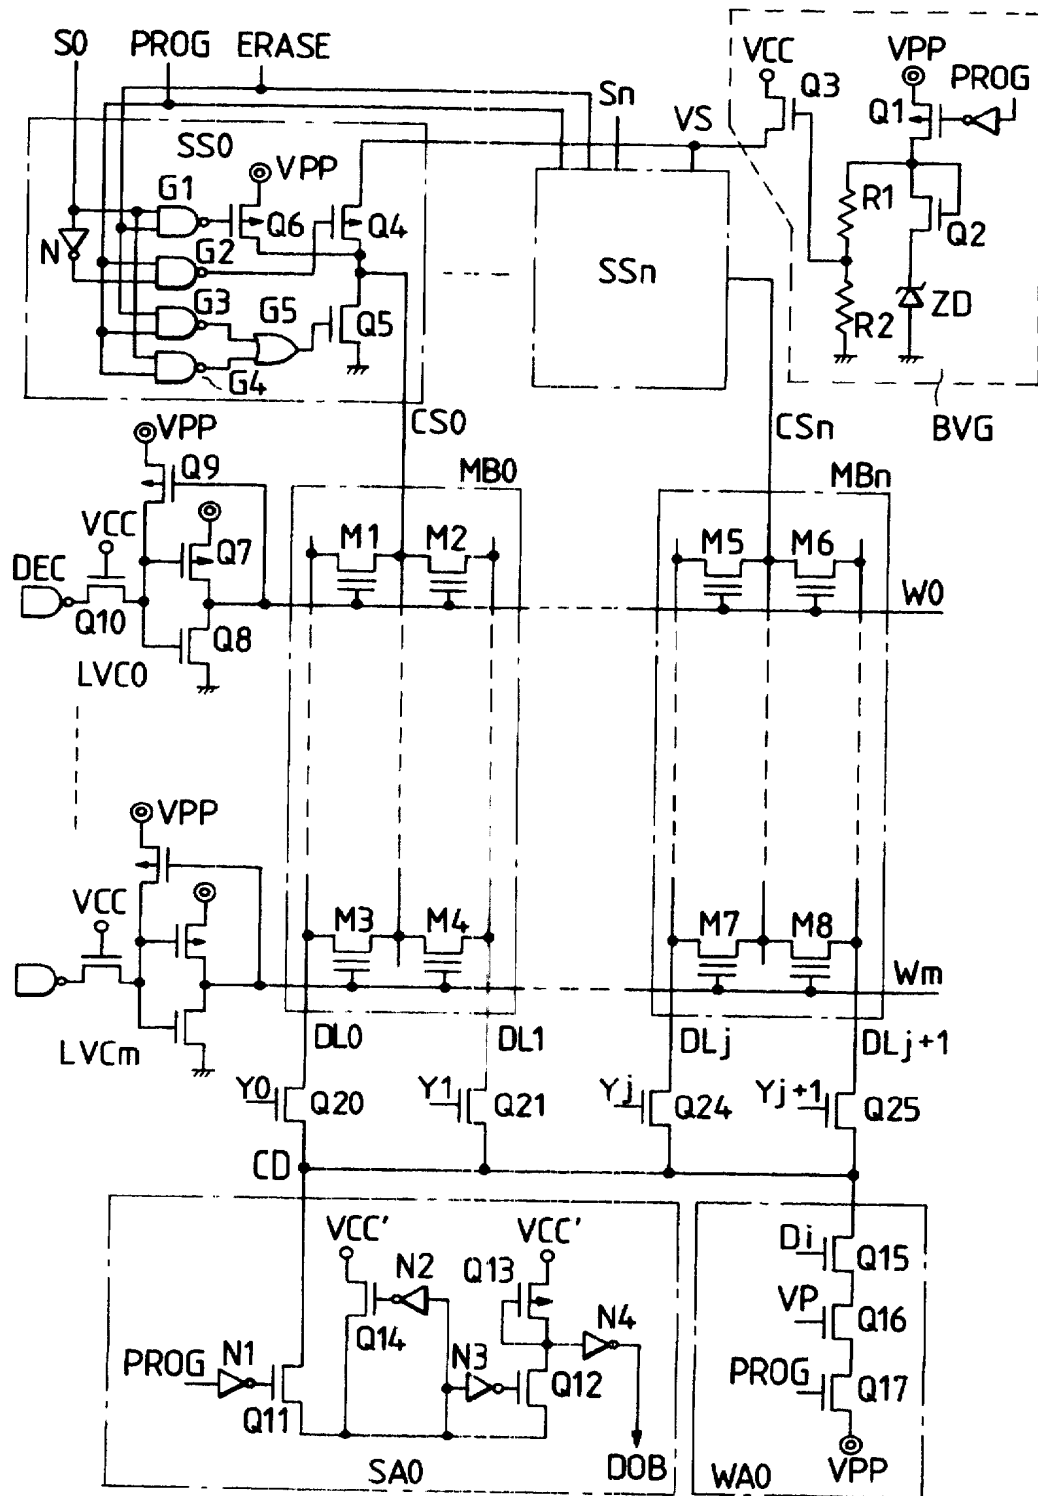 S0 PROG ERASE
VCC VPP
Q3 PROG
Sn Q1
VS
SS0
VPP
G1
Q6 Q4 R1
N G2 Q2
SSn
G3 G5 Q5 R2 ZD
G4
CS0 CSn BVG
VPP
Q9 MB0 MBn
VCC M1 M2 M5 M6
Q7
DEC
W0
Q10 Q8
LVC0
VPP
VCC M3 M4 M7 M8
Wm
LVCm DL0 DL1 DLj DLj+1
Y0 Q20 Y1 Q21 Yj Q24 Yj+1 Q25
CD
VCC' VCC' Di Q15
N2 Q13
VP Q16
Q14 N4
PROG N1 N3 Q12 PROG Q17
Q11
SA0 DOB WA0 VPP